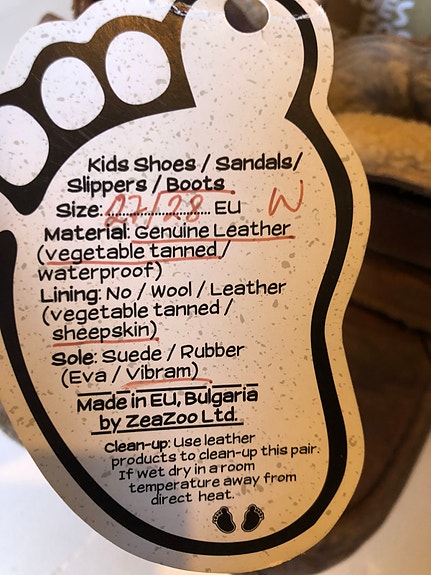 Kids Shoes / Sandals/
Slippers / Boots
Size: 27/28 EU W
Material: Genuine Leather
(vegetable tanned/
waterproof)
Lining: No / Wool / Leather
(vegetable tanned /
sheepskin)
Sole: Suede / Rubber
(Eva / Vibram)
Made in EU, Bulgaria
by ZeaZoo Ltd.
Clean-up: Use leather
products to clean-up this pair.
If wet dry in a room
temperature away from
direct heat.